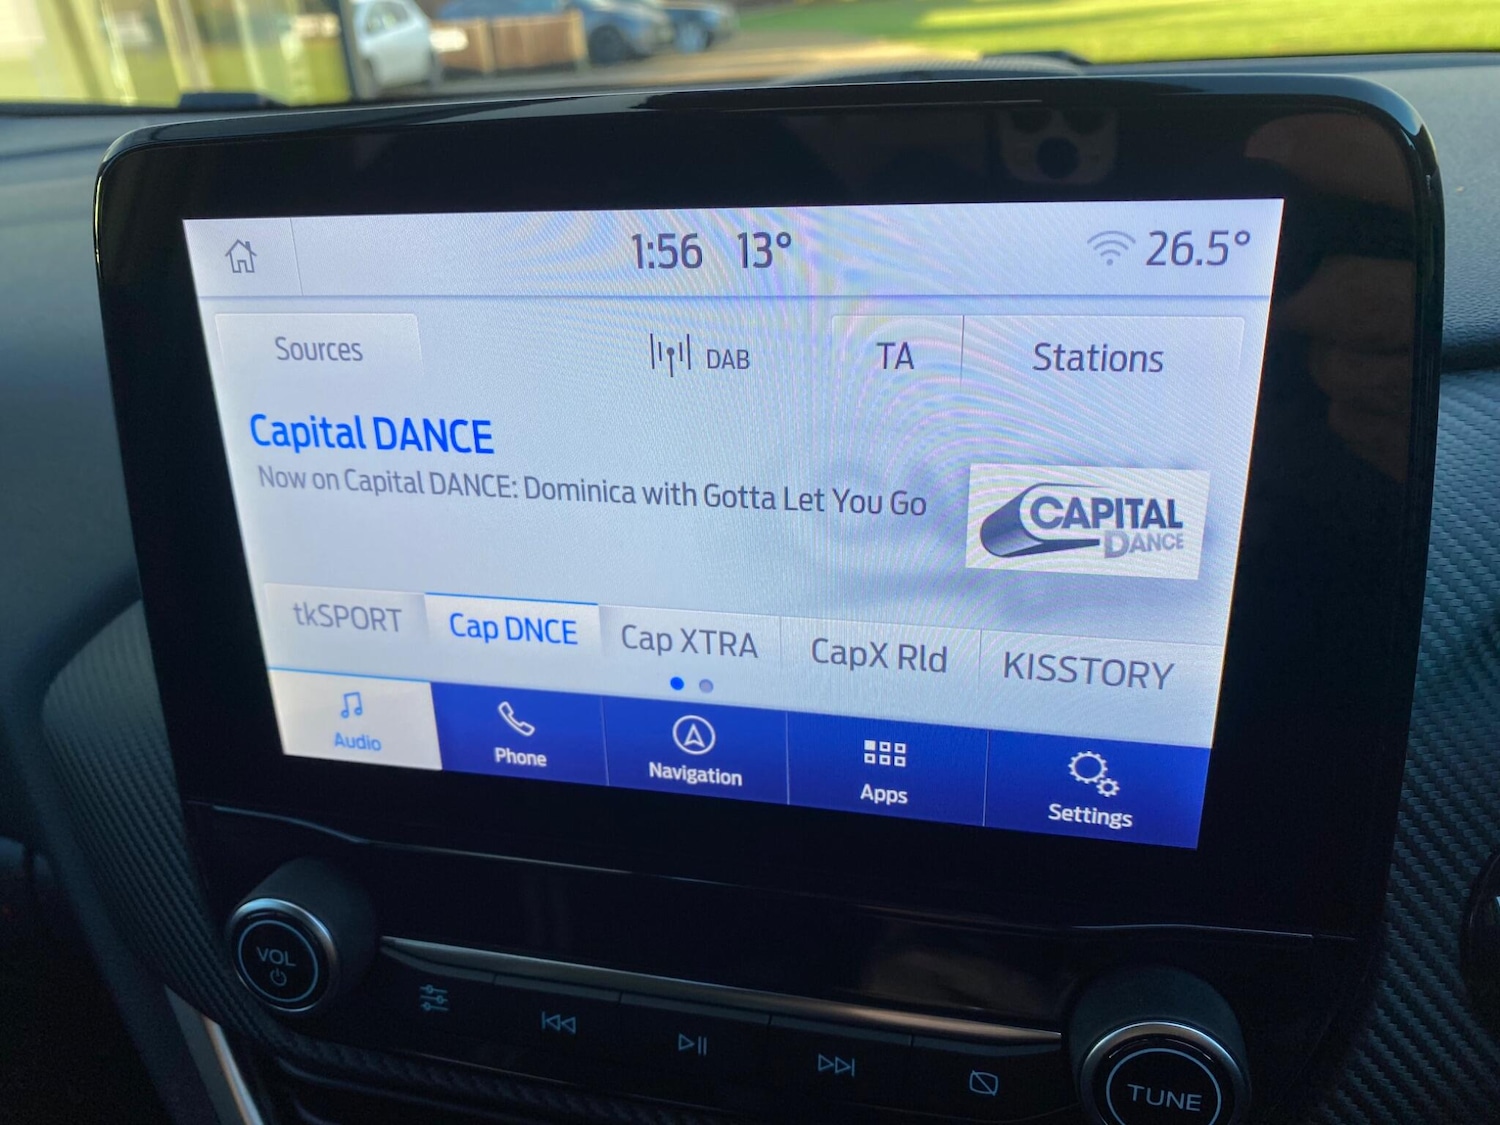 1:56 13° 26.5°
Sources DAB TA Stations
Capital DANCE
Now on Capital DANCE: Dominica with Gotta Let You Go
CAPITAL
DANCE
tkSPORT Cap DNCE Cap XTRA CapX Rld KISSTORY
Audio Phone Navigation Apps Settings
VOL
TUNE